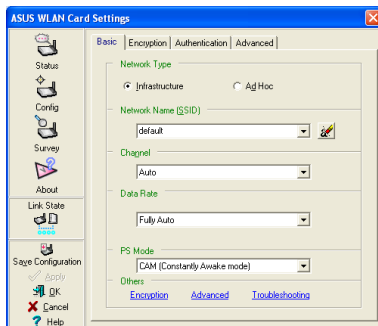 ASUS WLAN Card Settings
Status
Config
Survey
About
Link State
Save Configuration
Apply
OK
Cancel
Help
Basic Encryption Authentication Advanced
Network Type
Infrastructure Ad Hoc
Network Name (SSID)
default
Channel
Auto
Data Rate
Fully Auto
PS Mode
CAM (Constantly Awake mode)
Others
Encryption Advanced Troubleshooting